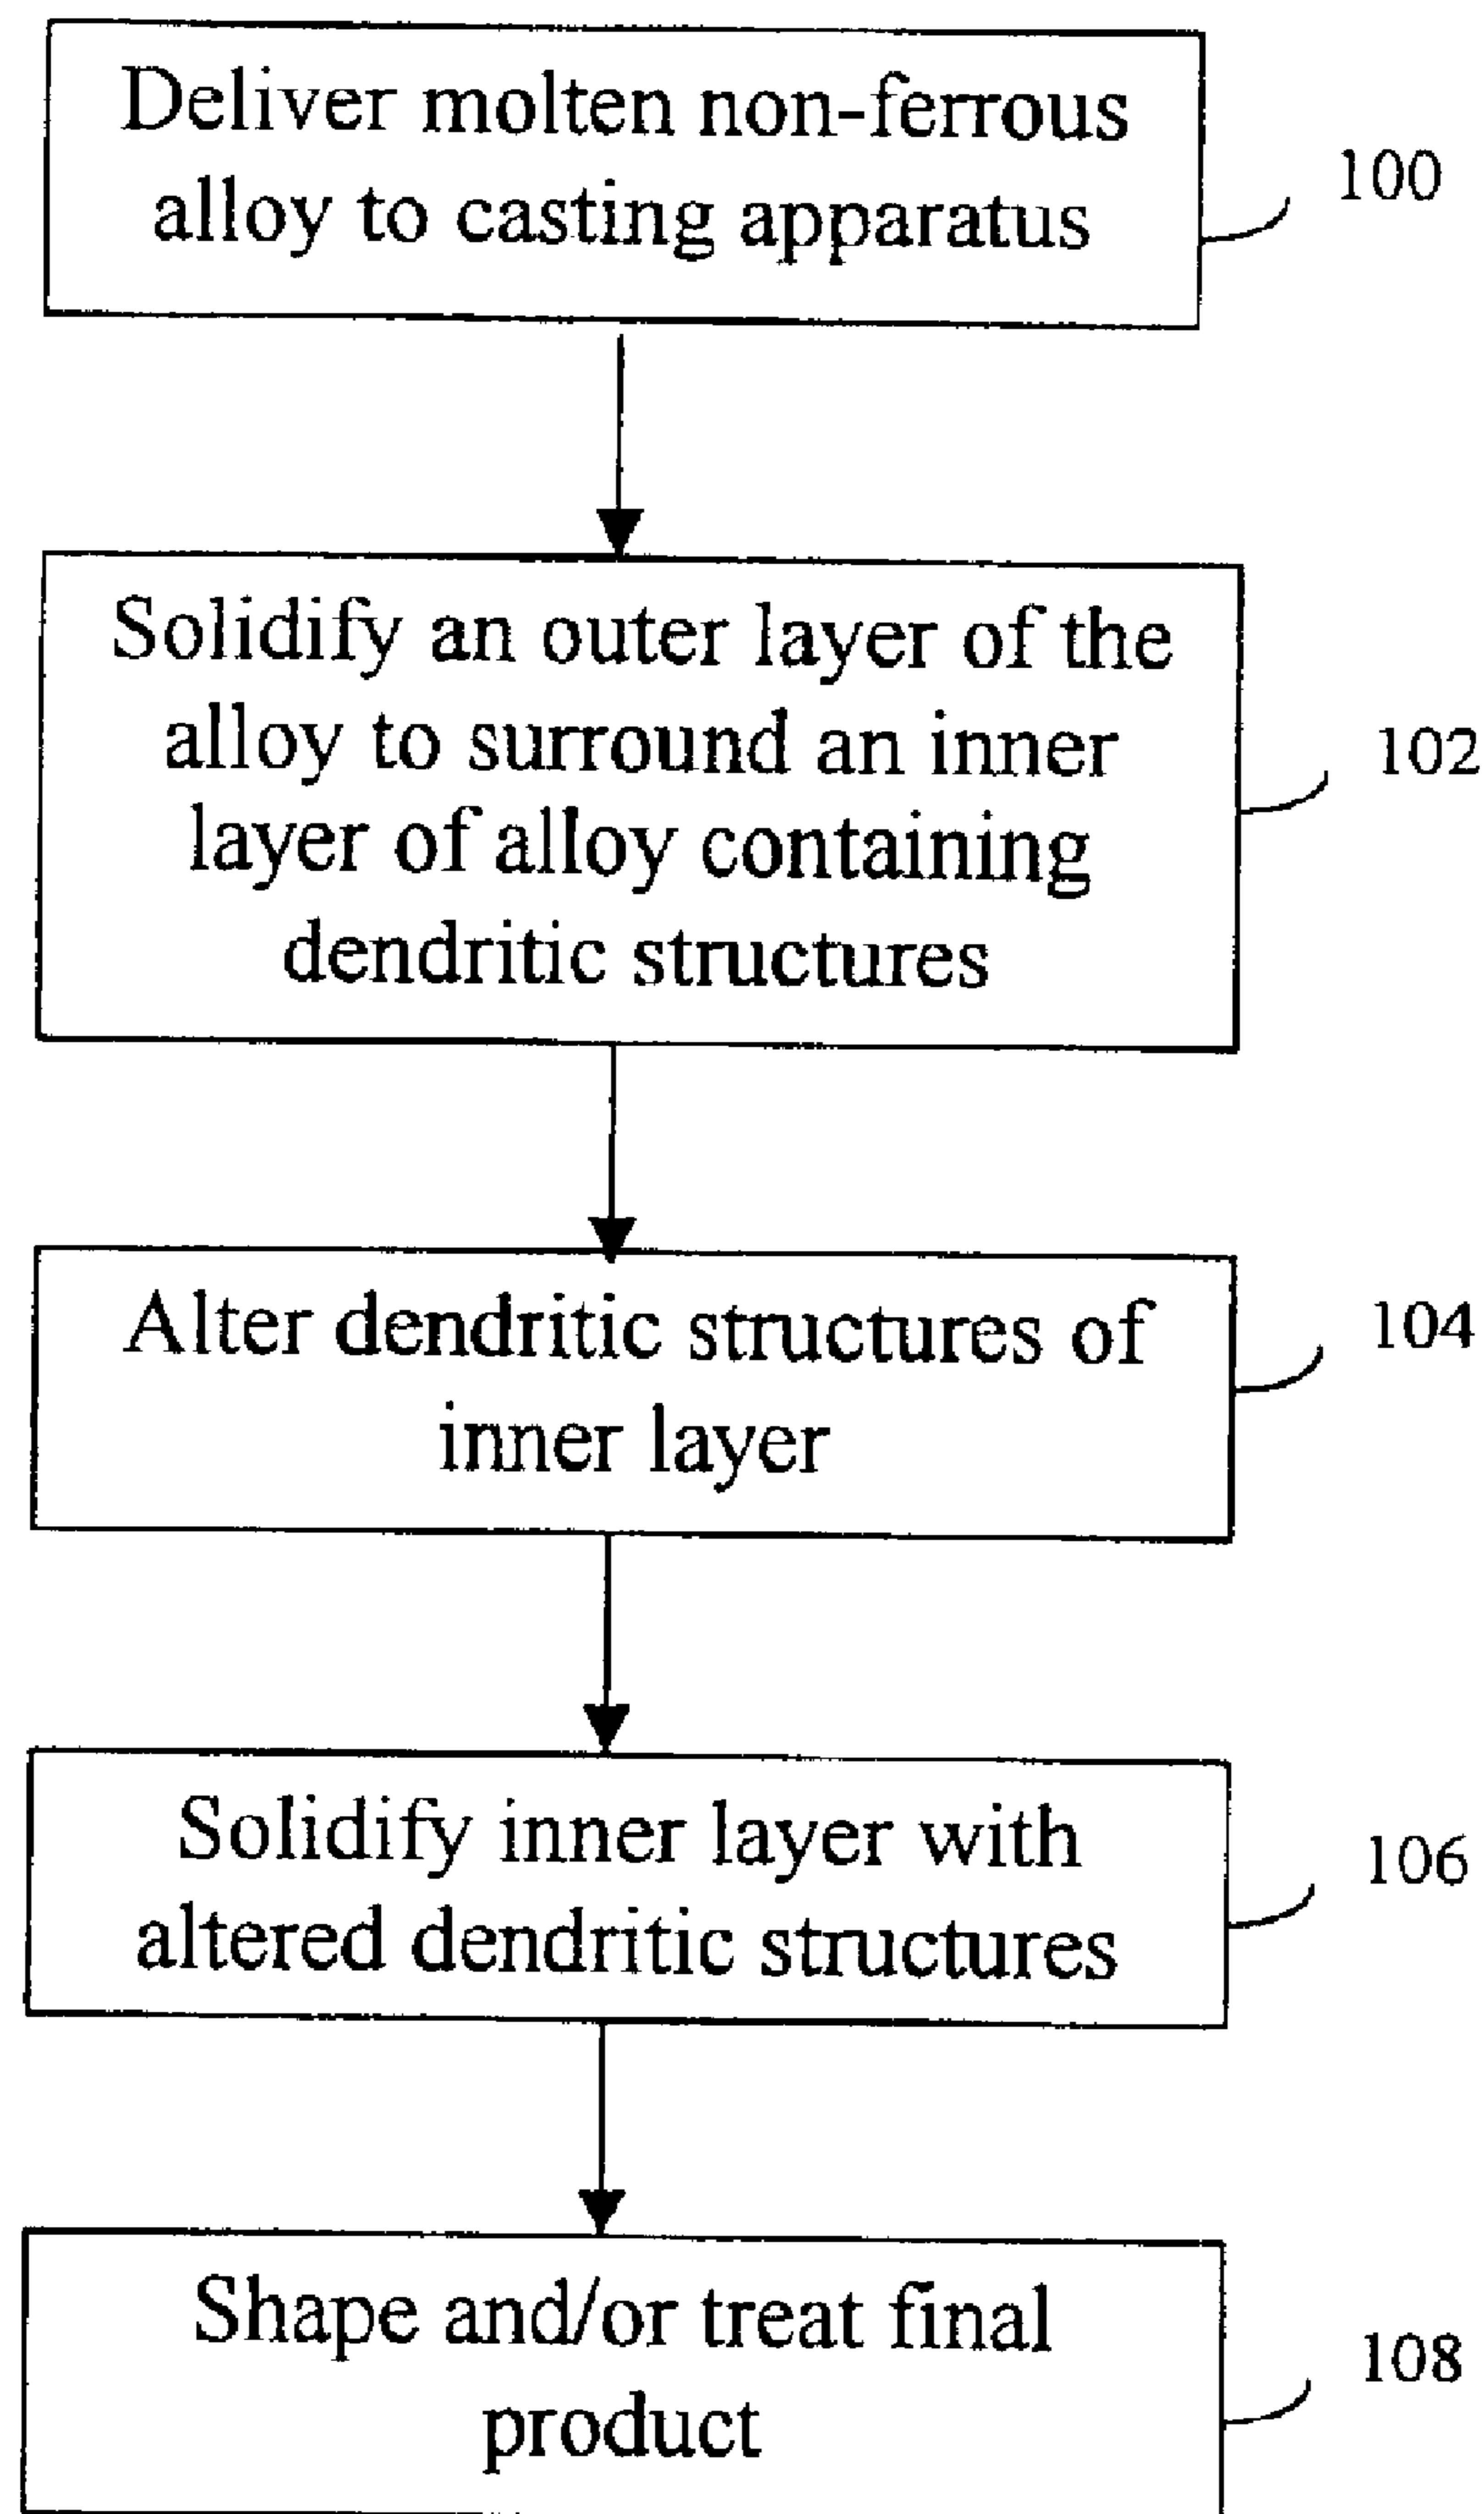 Deliver molten non-ferrous
alloy to casting apparatus
100
Solidify an outer layer of the
alloy to surround an inner
layer of alloy containing
dendritic structures
102
Alter dendritic structures of
inner layer
104
Solidify inner layer with
altered dendritic structures
106
Shape and/or treat final
product
108